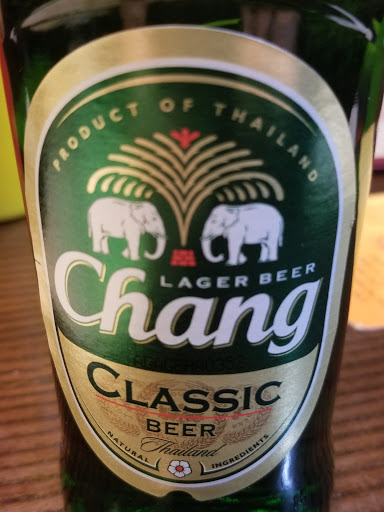 PRODUCT OF THAILAND
LAGER BEER
Chang
CLASSIC
BEER
Thailand
NATURAL INGREDIENTS